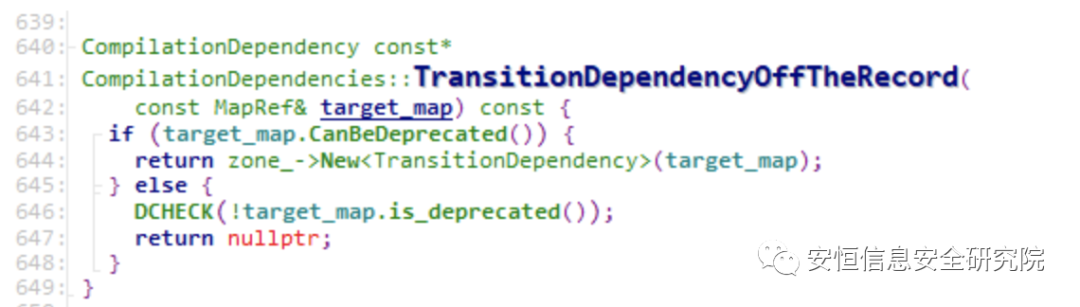 639:
640: CompilationDependency const*
641: CompilationDependencies::TransitionDependencyOffTheRecord(
642:     const MapRef& target_map) const {
643:   if (target_map.CanBeDeprecated()) {
644:     return zone_->New<TransitionDependency>(target_map);
645:   } else {
646:     DCHECK(!target_map.is_deprecated());
647:     return nullptr;
648:   }
649: }
安恒信息安全研究院